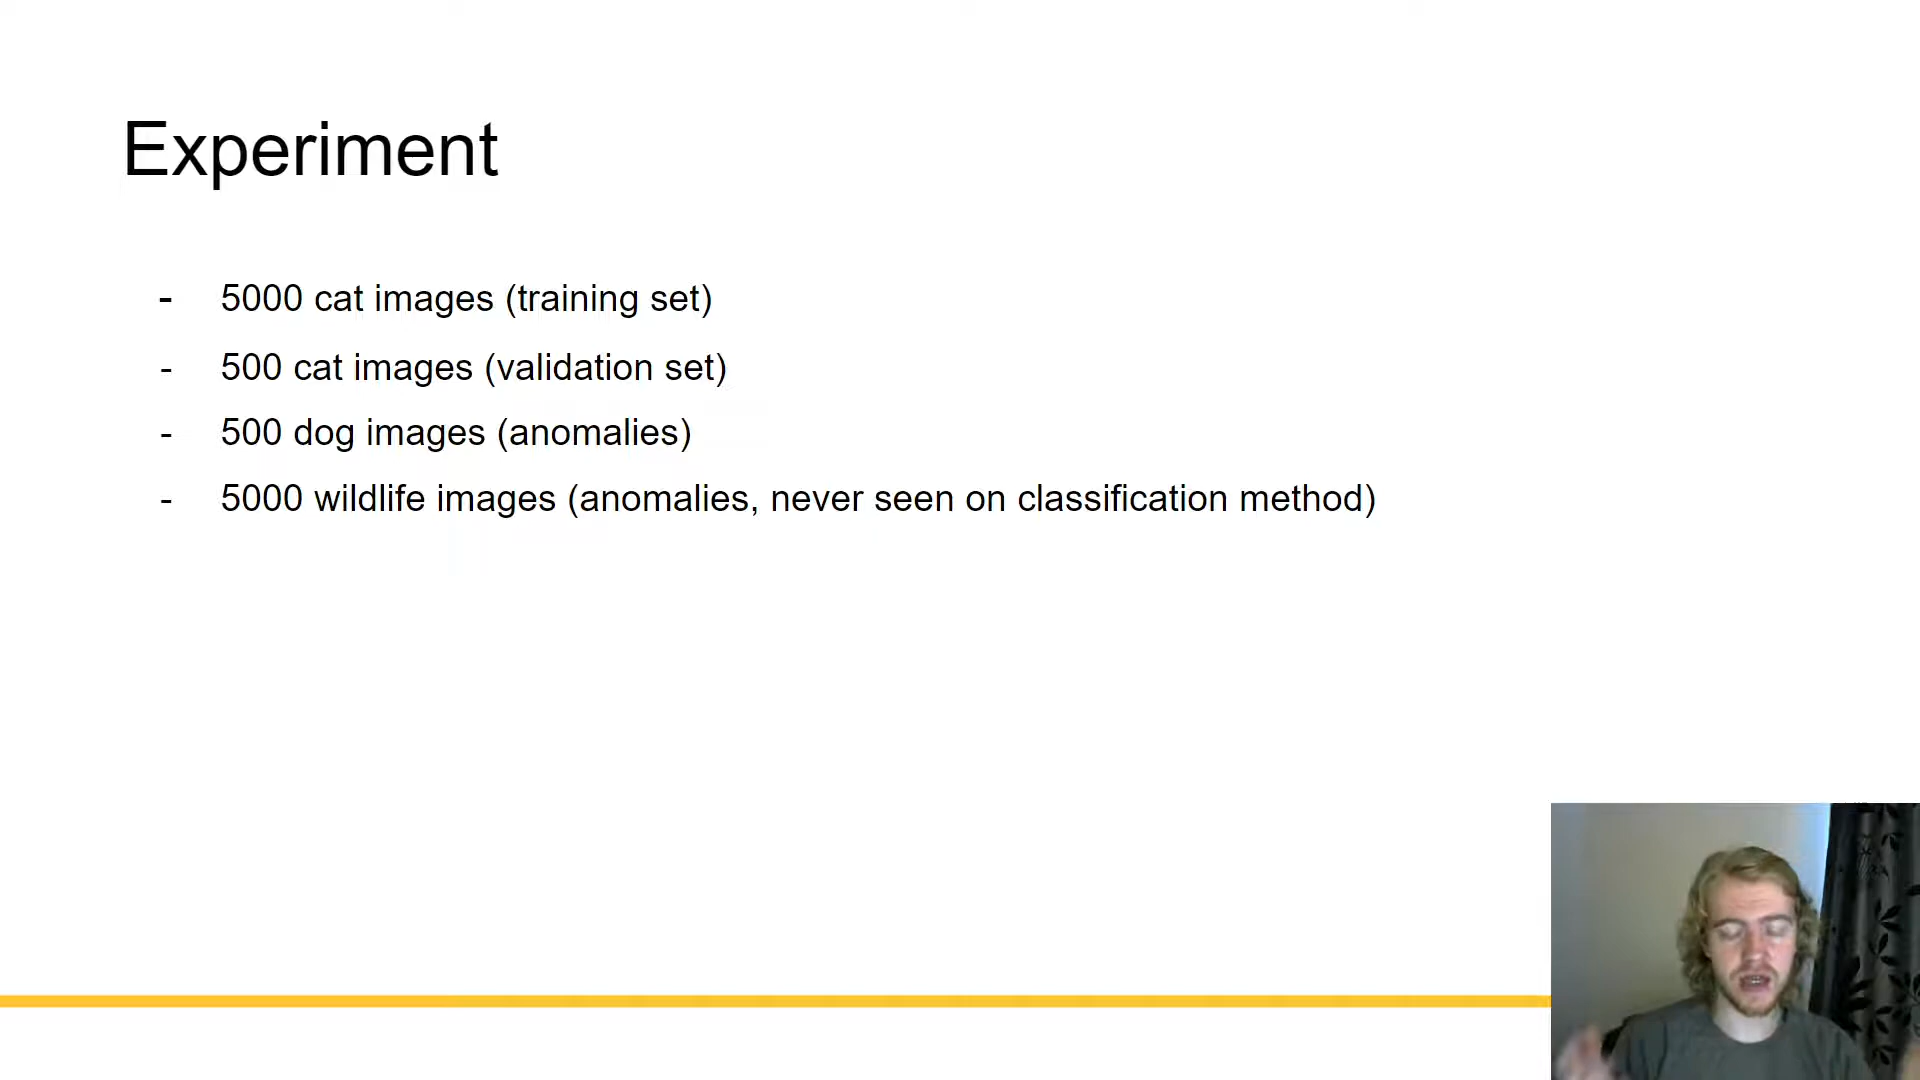 Experiment
- 5000 cat images (training set)
- 500 cat images (validation set)
- 500 dog images (anomalies)
- 5000 wildlife images (anomalies, never seen on classification method)